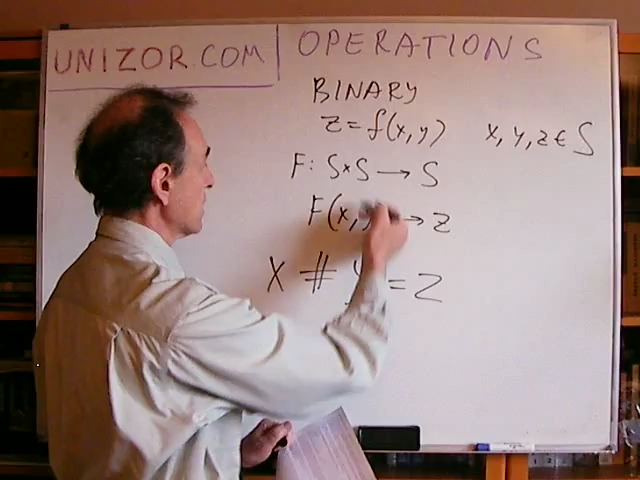 UNIZOR.COM
OPERATIONS
BINARY
z = f(x, y) x, y, z ∈ S
F: S×S → S
F(x, → z
X # Y = Z